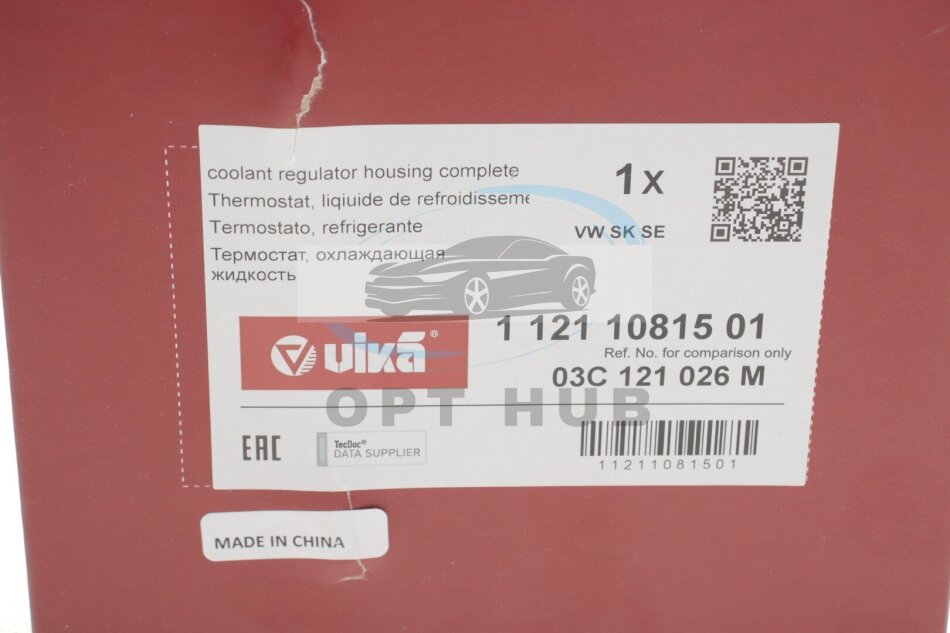 coolant regulator housing complete
Thermostat, liqiuide de refroidisseme
Termostato, refrigerante
Термостат, охлаждающая
жидкость
1x
VW SK SE
vika®
1 121 10815 01
Ref. No. for comparison only
03C 121 026 M
OPT HUB
EAC
TecDoc®
DATA SUPPLIER
11211081501
MADE IN CHINA